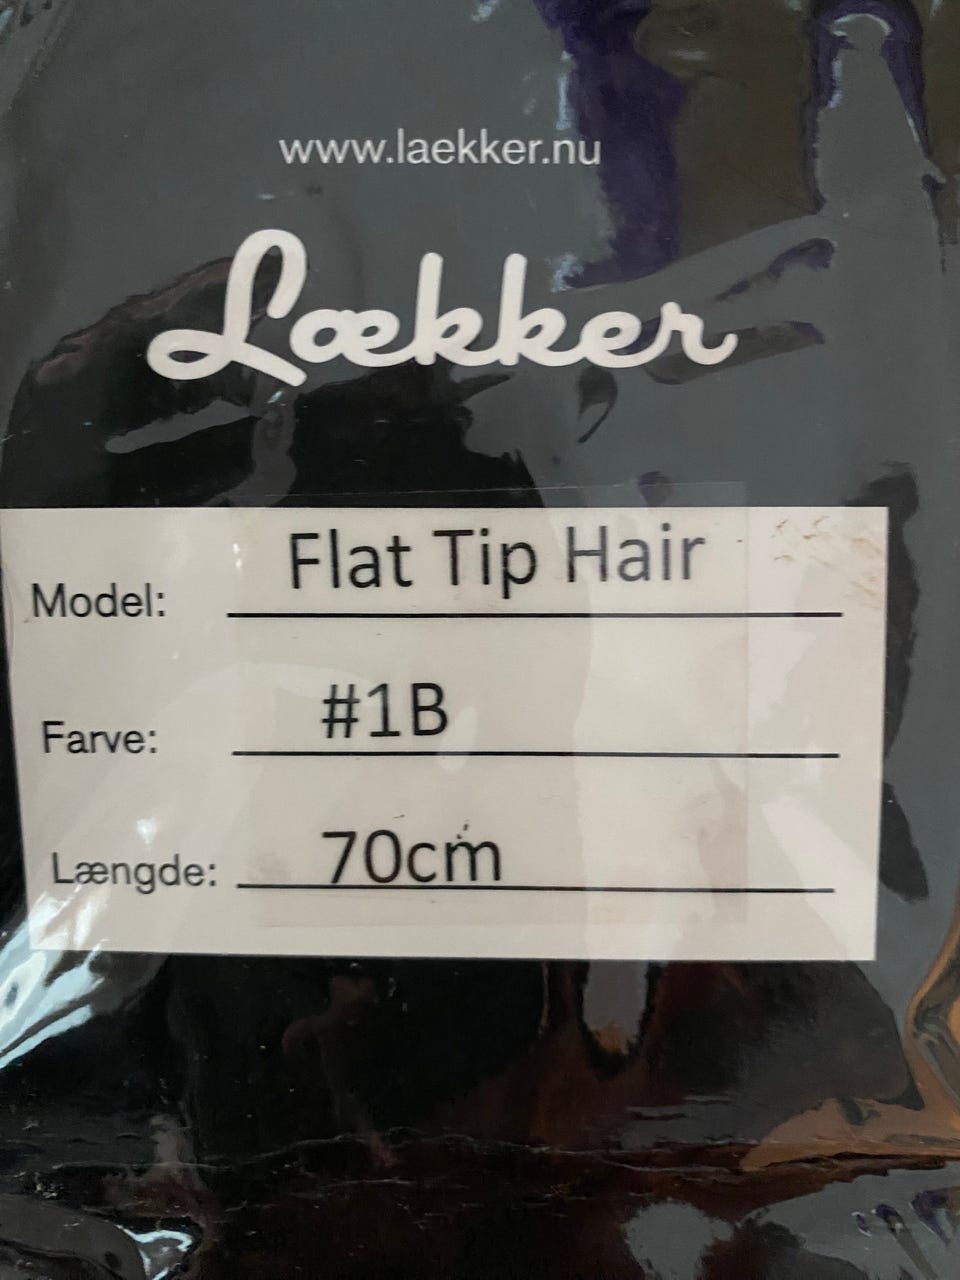 www.laekker.nu
Lækker
Model: Flat Tip Hair
Farve: #1B
Længde: 70cm